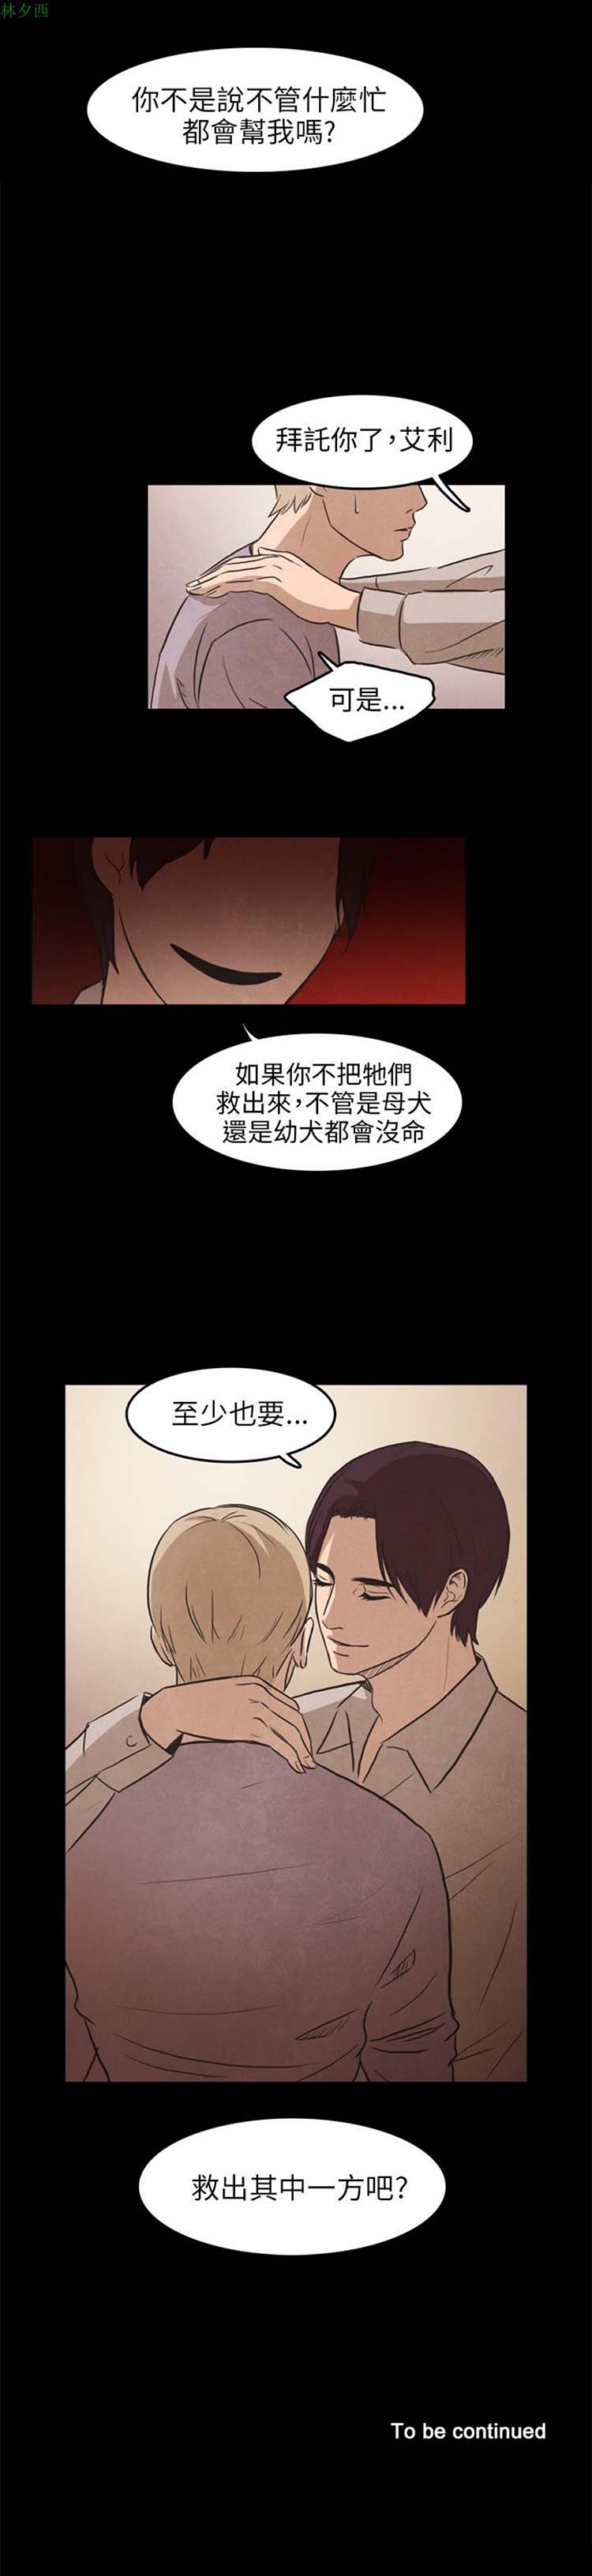 林夕西
你不是說不管什麼忙
都會幫我嗎?
拜託你了,艾利
可是...
如果你不把牠們
救出來,不管是母犬
還是幼犬都會沒命
至少也要...
救出其中一方吧?
To be continued